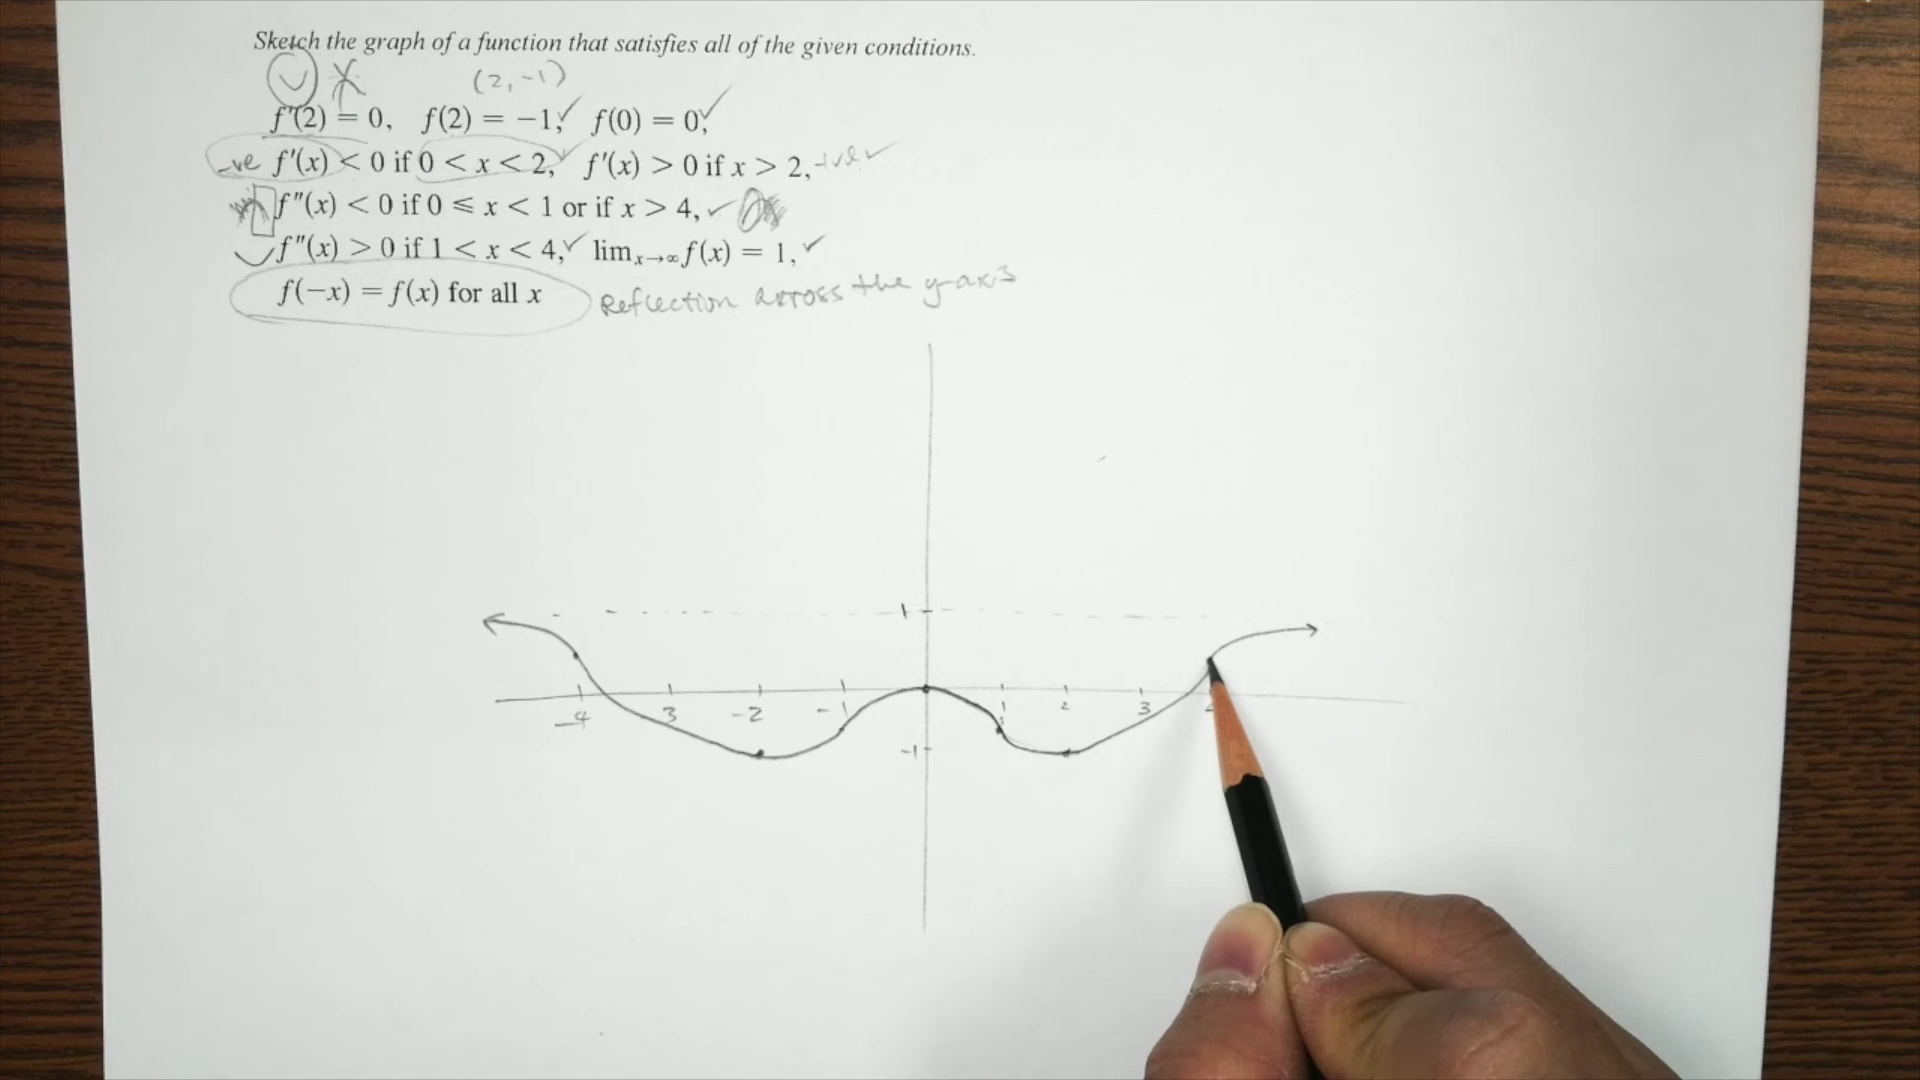 Sketch the graph of a function that satisfies all of the given conditions.
(2, -1)
f'(2) = 0, f(2) = −1, f(0) = 0,
-ve f'(x) < 0 if 0 < x < 2, f'(x) > 0 if x > 2, +ve
f"(x) < 0 if 0 ⩽ x < 1 or if x > 4,
f"(x) > 0 if 1 < x < 4, lim x→∞ f(x) = 1,
f(−x) = f(x) for all x Reflection across the y-axis
1
-4 3 -2 -1 1 2 3
-1